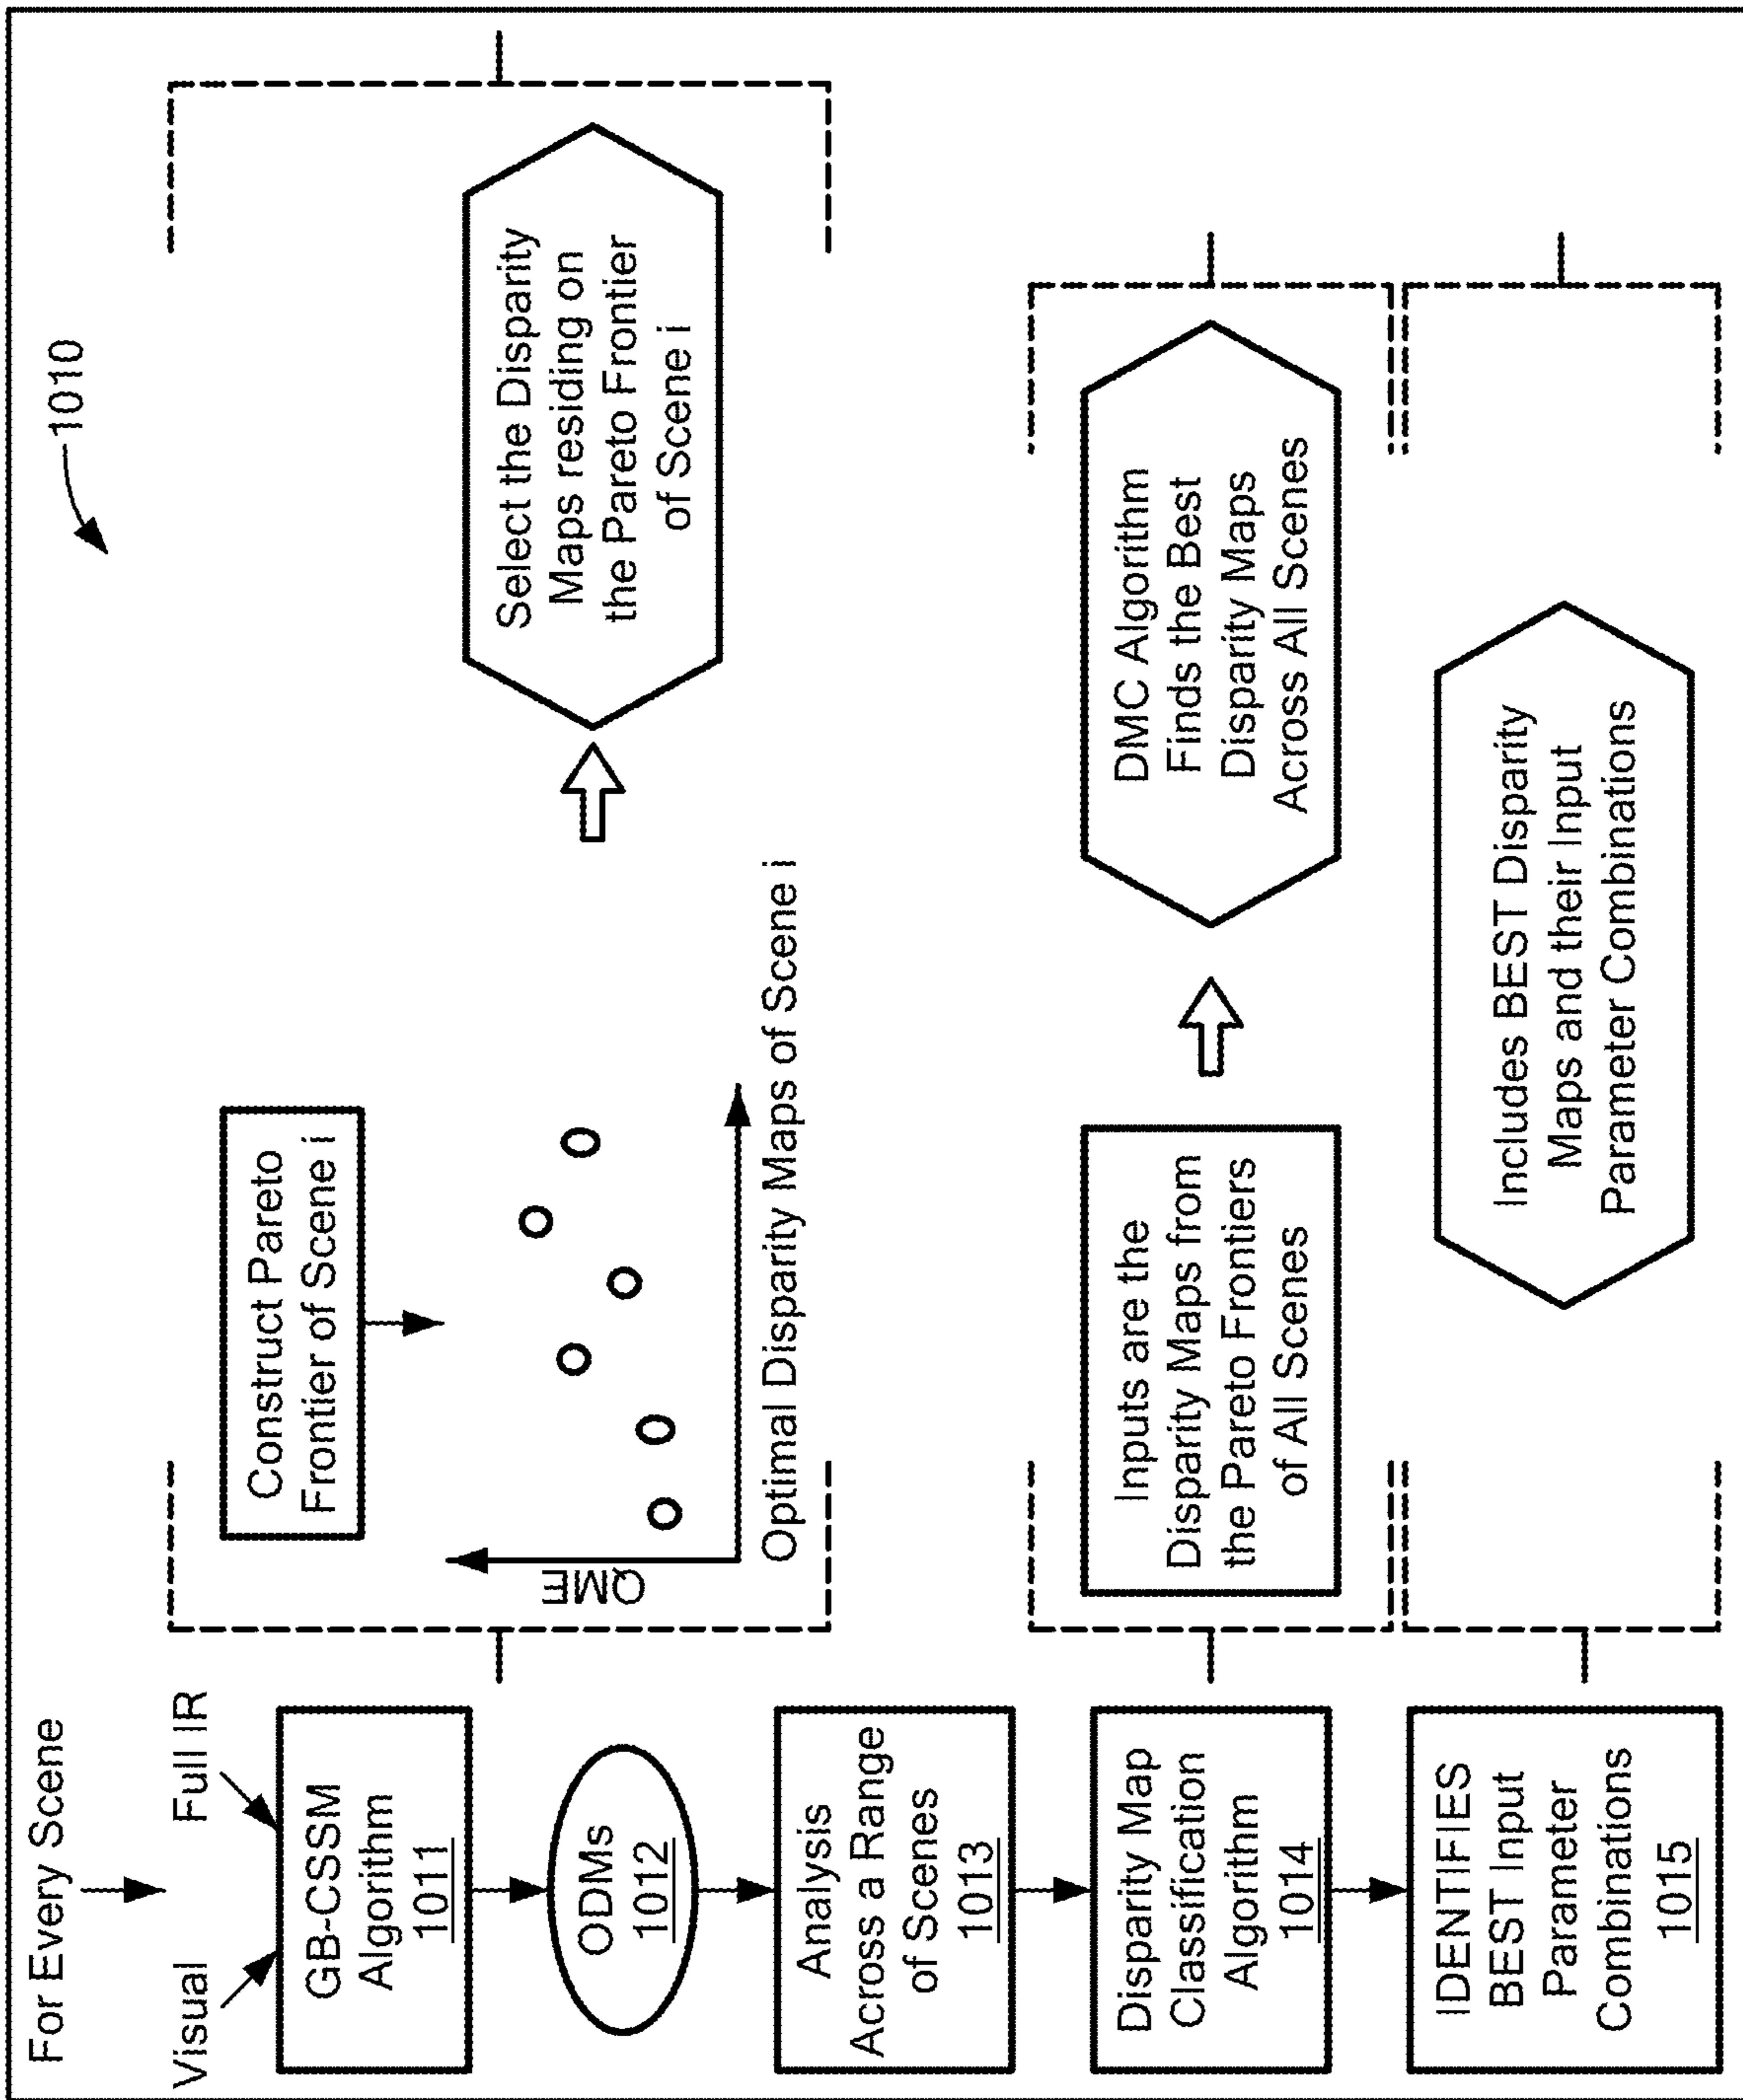 1010
For Every Scene
Visual
Full IR
GB-CSSM
Algorithm
1011
ODMs
1012
Analysis
Across a Range
of Scenes
1013
Disparity Map
Classification
Algorithm
1014
IDENTIFIES
BEST Input
Parameter
Combinations
1015
Construct Pareto
Frontier of Scene i
QME
Optimal Disparity Maps of Scene i
Select the Disparity
Maps residing on
the Pareto Frontier
of Scene i
Inputs are the
Disparity Maps from
the Pareto Frontiers
of All Scenes
DMC Algorithm
Finds the Best
Disparity Maps
Across All Scenes
Includes BEST Disparity
Maps and their Input
Parameter Combinations